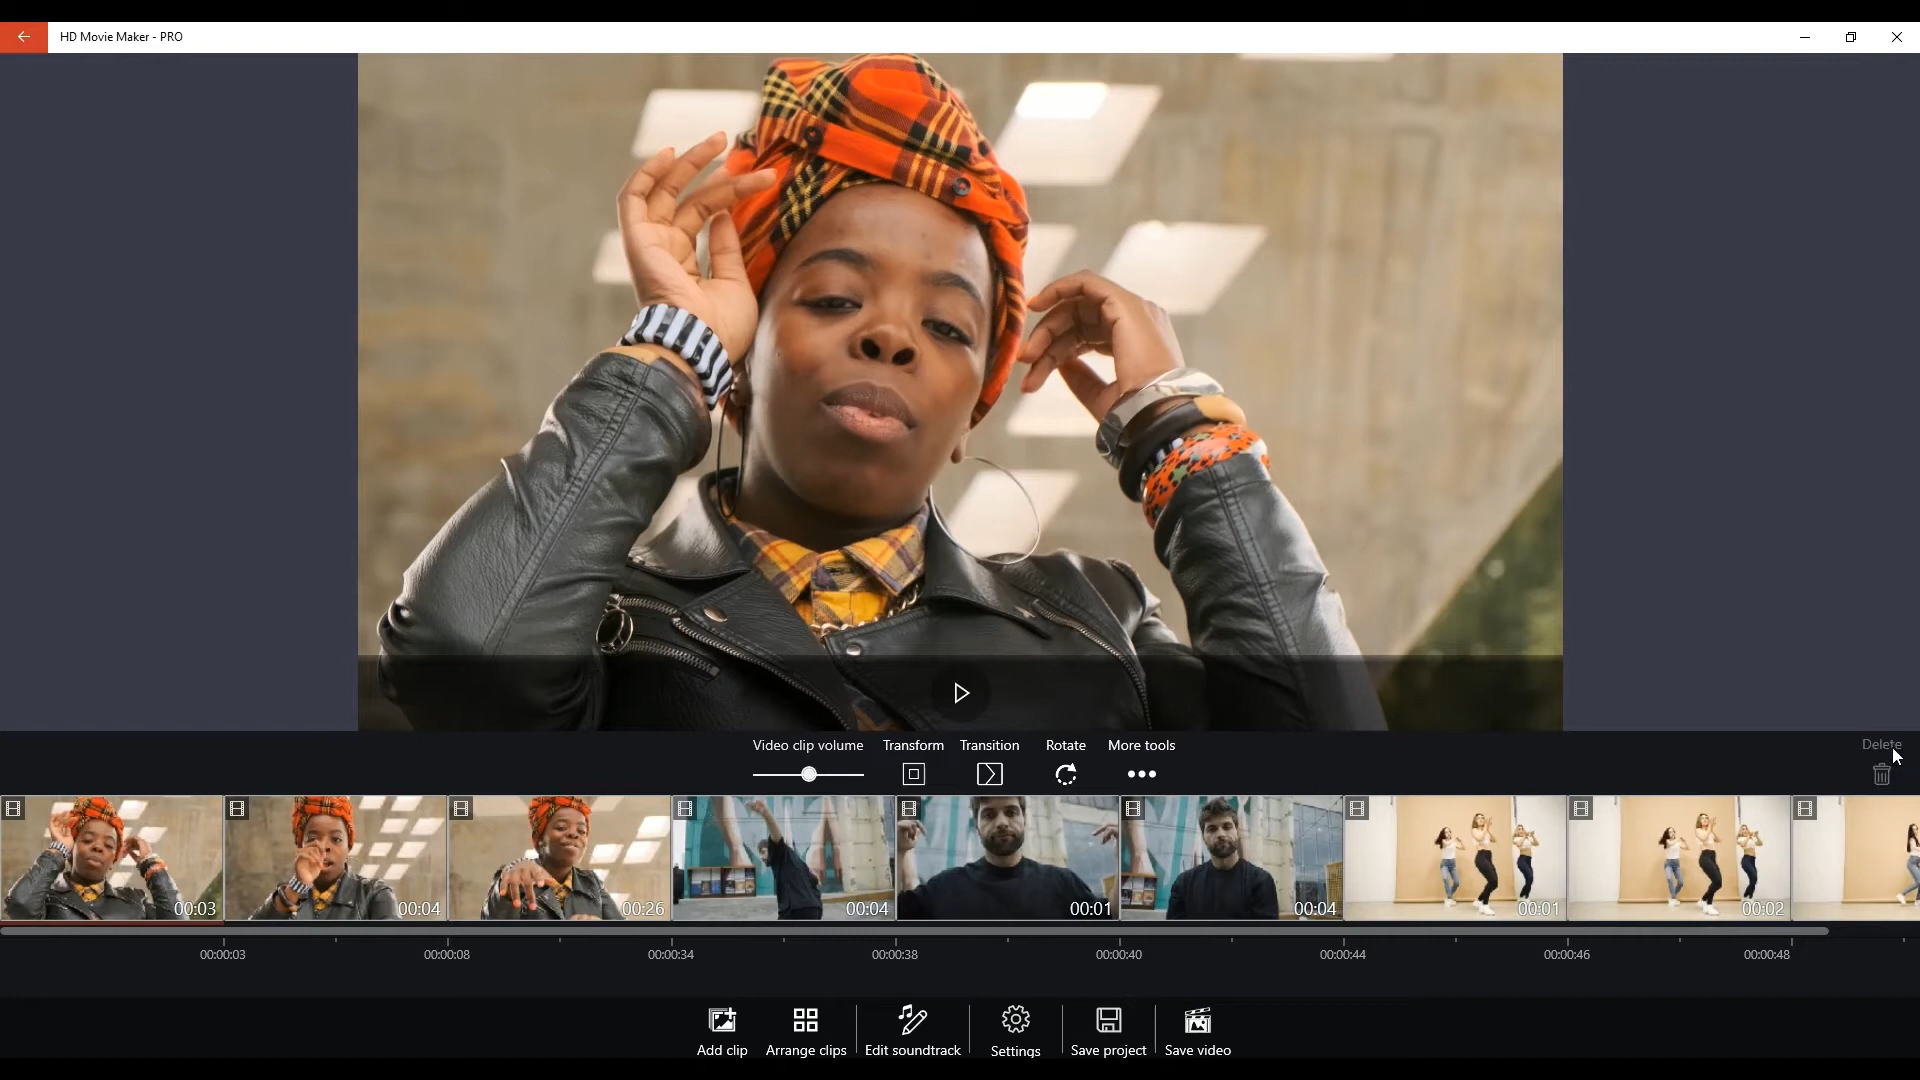 HD Movie Maker - PRO
Video clip volume Transform Transition Rotate More tools Delete
00:03 00:04 00:26 00:04 00:01 00:04 00:01 00:02
00:00:03 00:00:08 00:00:34 00:00:38 00:00:40 00:00:44 00:00:46 00:00:48
Add clip Arrange clips Edit soundtrack Settings Save project Save video